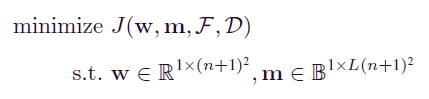 minimize J(w, m, ℱ, 𝒟)
s.t. w ∈ ℝ^{1×(n+1)^2}, m ∈ 𝔹^{1×L(n+1)^2}